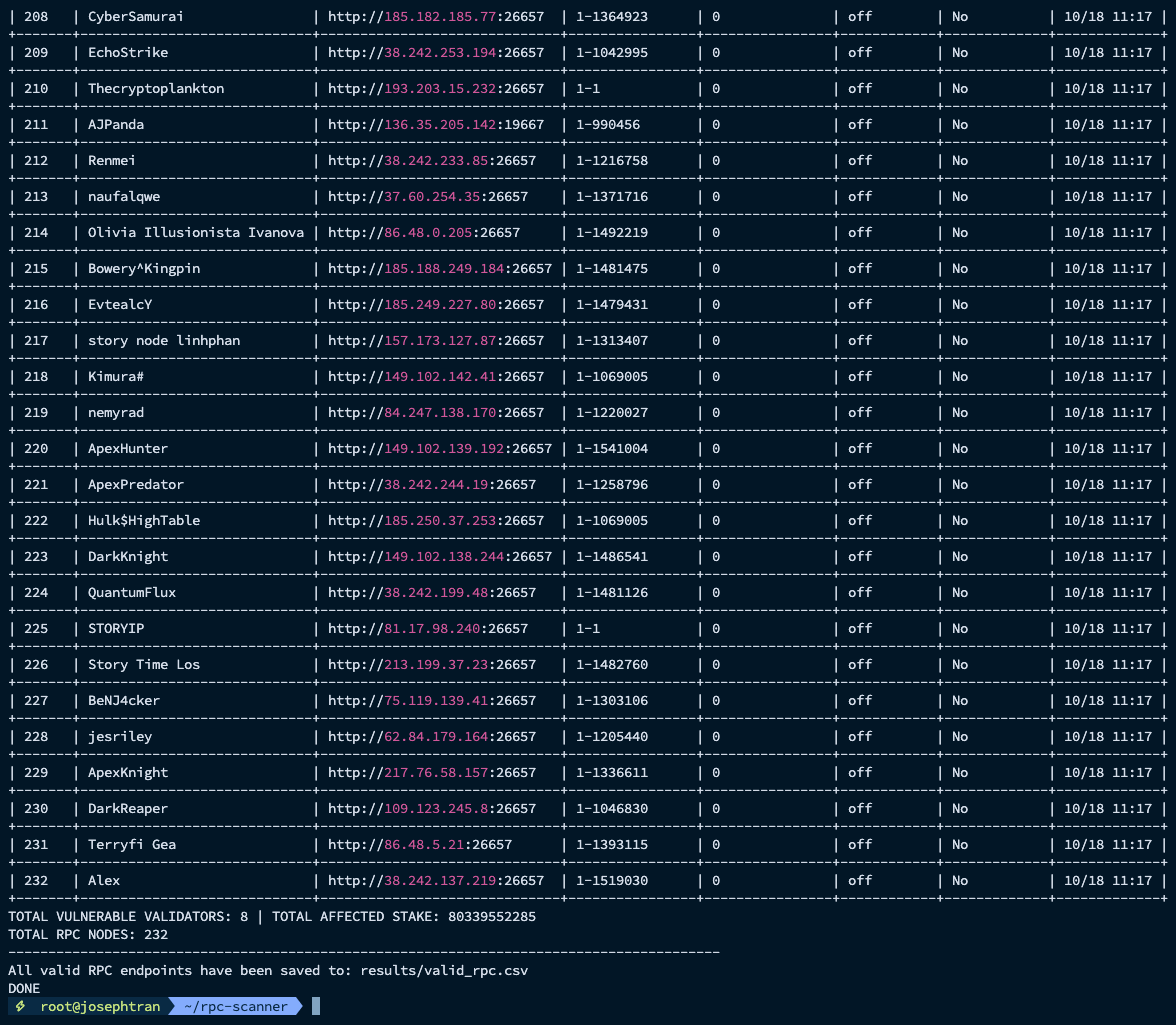 | 208 | CyberSamurai | http://185.182.185.77:26657 | 1-1364923 | 0 | off | No | 10/18 11:17 |
| 209 | EchoStrike | http://38.242.253.194:26657 | 1-1042995 | 0 | off | No | 10/18 11:17 |
| 210 | Thecryptoplankton | http://193.203.15.232:26657 | 1-1 | 0 | off | No | 10/18 11:17 |
| 211 | AJPanda | http://136.35.205.142:19667 | 1-990456 | 0 | off | No | 10/18 11:17 |
| 212 | Renmei | http://38.242.233.85:26657 | 1-1216758 | 0 | off | No | 10/18 11:17 |
| 213 | naufalqwe | http://37.60.254.35:26657 | 1-1371716 | 0 | off | No | 10/18 11:17 |
| 214 | Olivia Illusionista Ivanova | http://86.48.0.205:26657 | 1-1492219 | 0 | off | No | 10/18 11:17 |
| 215 | Bowery^Kingpin | http://185.188.249.184:26657 | 1-1481475 | 0 | off | No | 10/18 11:17 |
| 216 | EvtealcY | http://185.249.227.80:26657 | 1-1479431 | 0 | off | No | 10/18 11:17 |
| 217 | story node linhphan | http://157.173.127.87:26657 | 1-1313407 | 0 | off | No | 10/18 11:17 |
| 218 | Kimura# | http://149.102.142.41:26657 | 1-1069005 | 0 | off | No | 10/18 11:17 |
| 219 | nemyrad | http://84.247.138.170:26657 | 1-1220027 | 0 | off | No | 10/18 11:17 |
| 220 | ApexHunter | http://149.102.139.192:26657 | 1-1541004 | 0 | off | No | 10/18 11:17 |
| 221 | ApexPredator | http://38.242.244.19:26657 | 1-1258796 | 0 | off | No | 10/18 11:17 |
| 222 | Hulk$HighTable | http://185.250.37.253:26657 | 1-1069005 | 0 | off | No | 10/18 11:17 |
| 223 | DarkKnight | http://149.102.138.244:26657 | 1-1486541 | 0 | off | No | 10/18 11:17 |
| 224 | QuantumFlux | http://38.242.199.48:26657 | 1-1481126 | 0 | off | No | 10/18 11:17 |
| 225 | STORYIP | http://81.17.98.240:26657 | 1-1 | 0 | off | No | 10/18 11:17 |
| 226 | Story Time Los | http://213.199.37.23:26657 | 1-1482760 | 0 | off | No | 10/18 11:17 |
| 227 | BeNJ4cker | http://75.119.139.41:26657 | 1-1303106 | 0 | off | No | 10/18 11:17 |
| 228 | jesriley | http://62.84.179.164:26657 | 1-1205440 | 0 | off | No | 10/18 11:17 |
| 229 | ApexKnight | http://217.76.58.157:26657 | 1-1336611 | 0 | off | No | 10/18 11:17 |
| 230 | DarkReaper | http://109.123.245.8:26657 | 1-1046830 | 0 | off | No | 10/18 11:17 |
| 231 | Terryfi Gea | http://86.48.5.21:26657 | 1-1393115 | 0 | off | No | 10/18 11:17 |
| 232 | Alex | http://38.242.137.219:26657 | 1-1519030 | 0 | off | No | 10/18 11:17 |
TOTAL VULNERABLE VALIDATORS: 8 | TOTAL AFFECTED STAKE: 80339552285
TOTAL RPC NODES: 232
All valid RPC endpoints have been saved to: results/valid_rpc.csv
DONE
root@josephtran ~/rpc-scanner